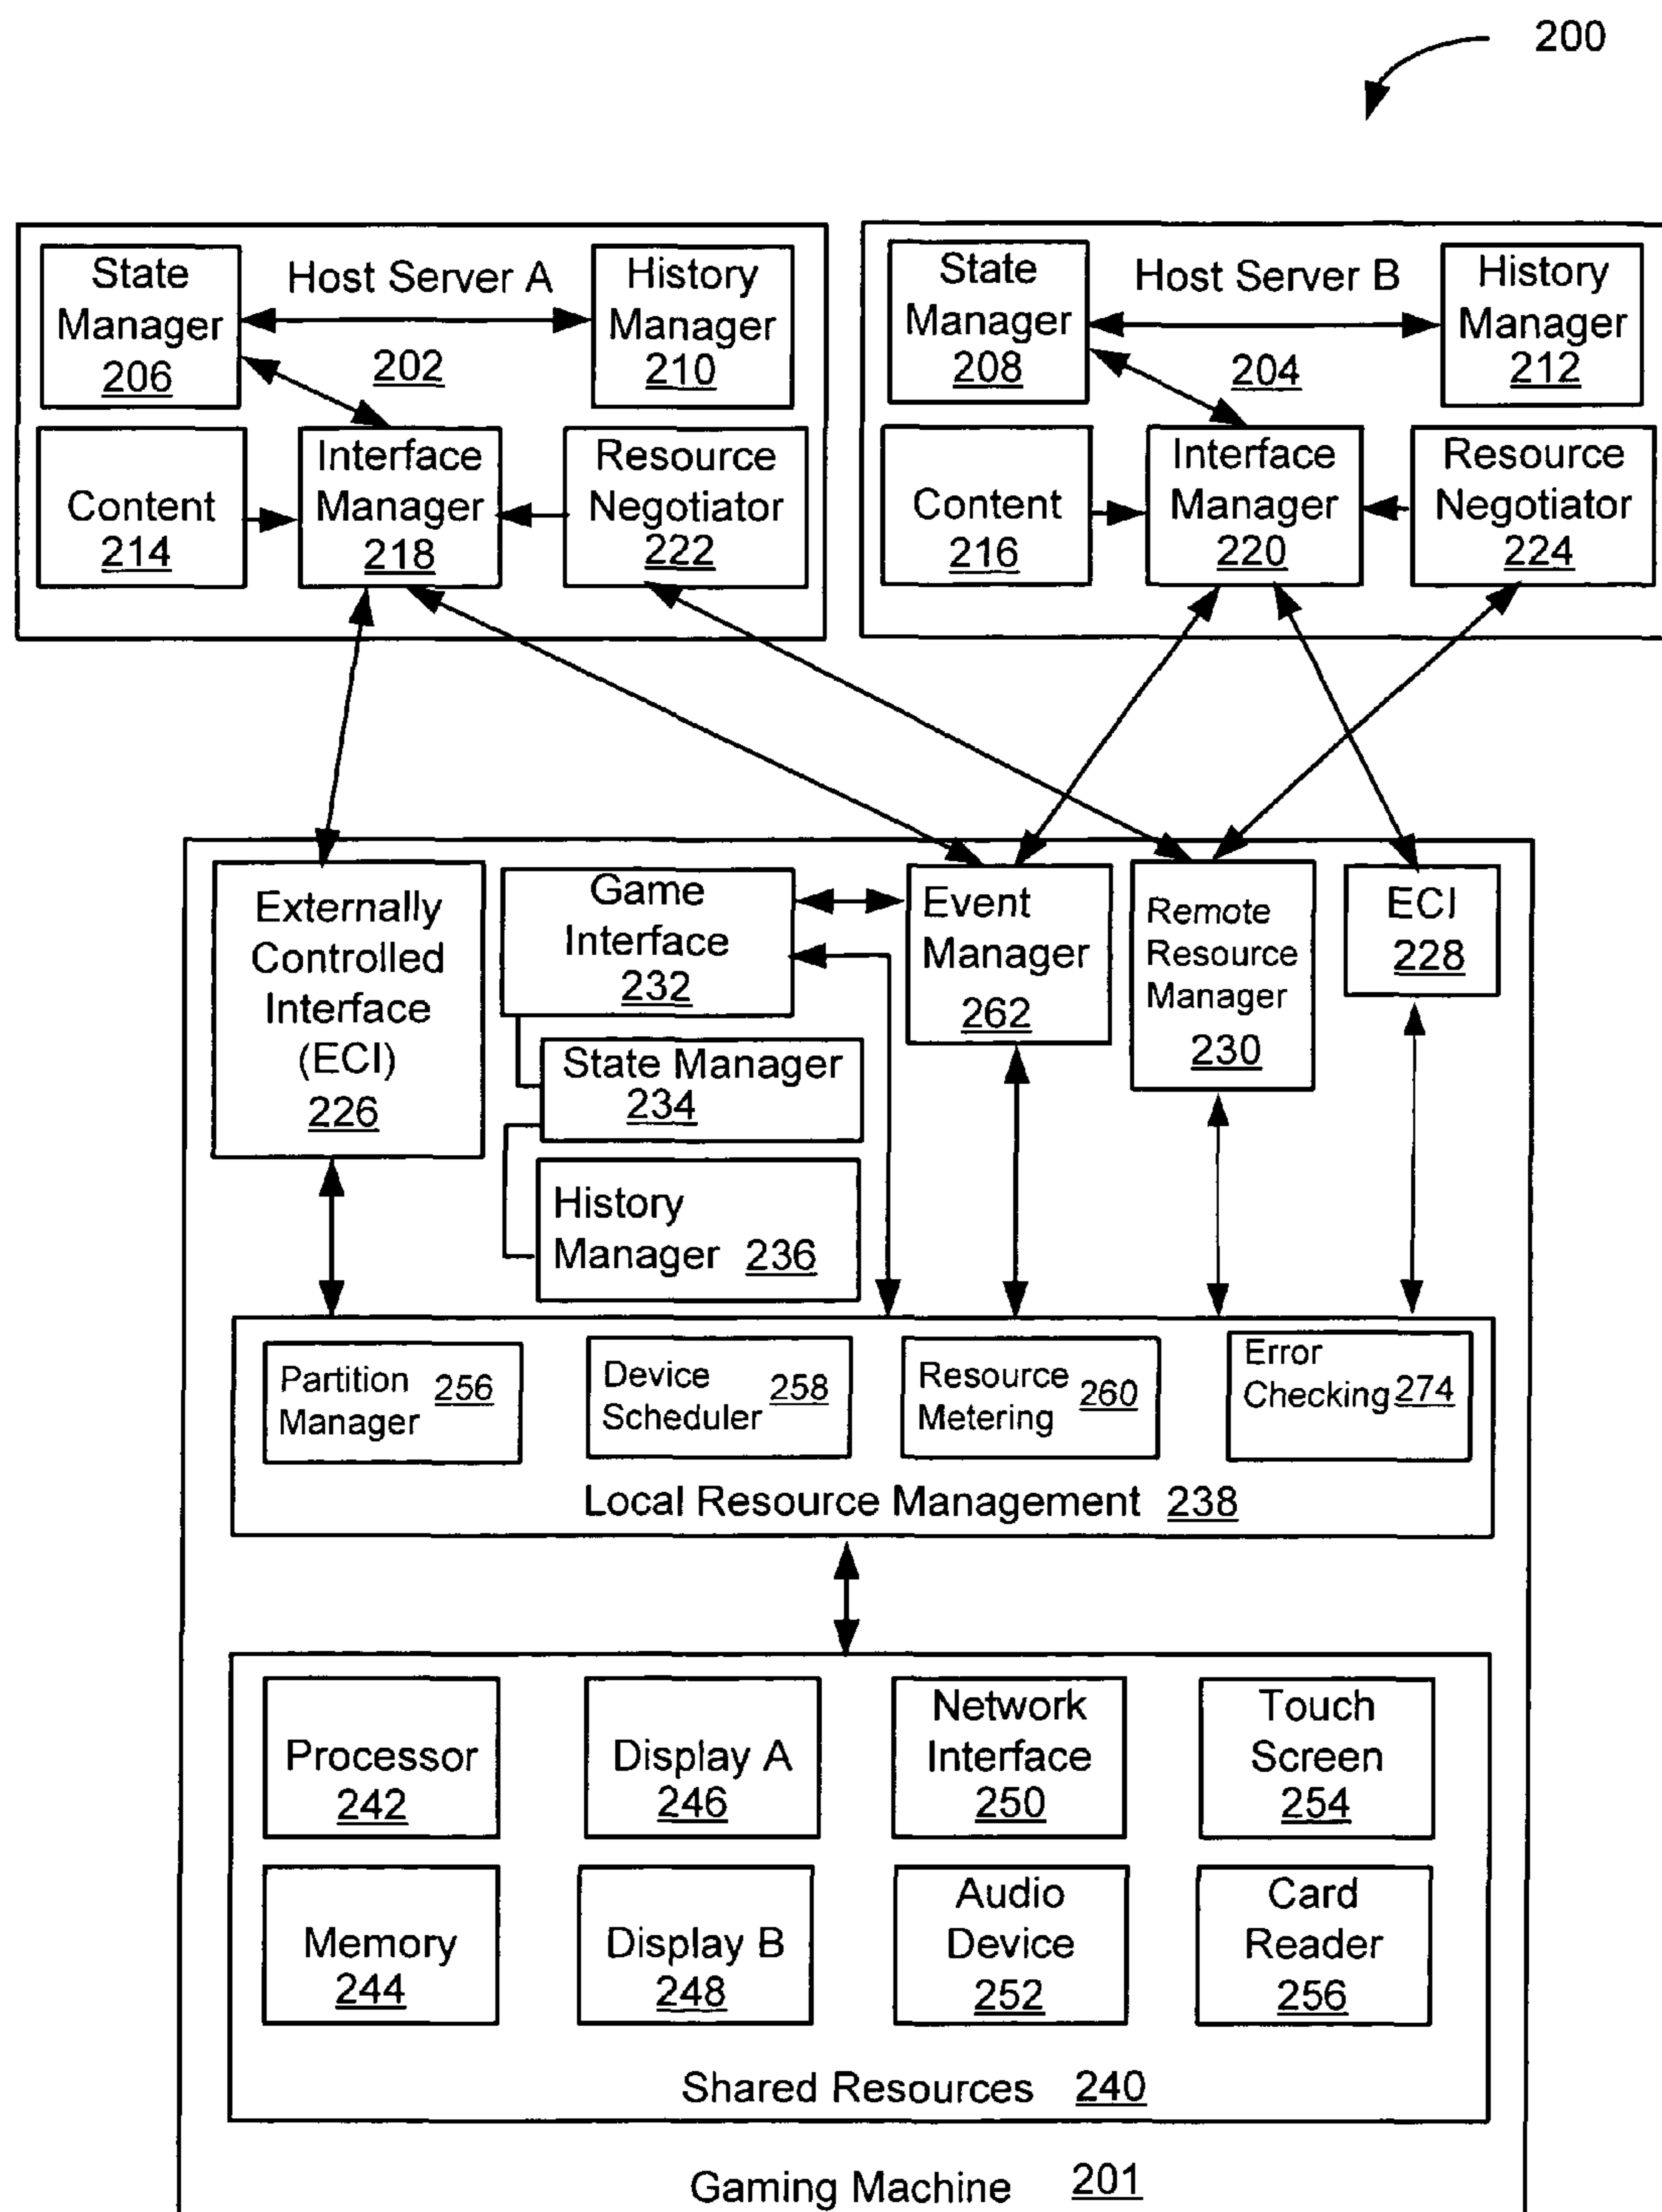 200
State
Manager
206
Host Server A
202
History
Manager
210
Content
214
Interface
Manager
218
Resource
Negotiator
222
State
Manager
208
Host Server B
204
History
Manager
212
Content
216
Interface
Manager
220
Resource
Negotiator
224
Externally
Controlled
Interface
(ECI)
226
Game
Interface
232
State Manager
234
History
Manager 236
Event
Manager
262
Remote
Resource
Manager
230
ECI
228
Partition
Manager 256
Device
Scheduler 258
Resource
Metering 260
Error
Checking 274
Local Resource Management 238
Processor
242
Display A
246
Network
Interface
250
Touch
Screen
254
Memory
244
Display B
248
Audio
Device
252
Card
Reader
256
Shared Resources 240
Gaming Machine 201